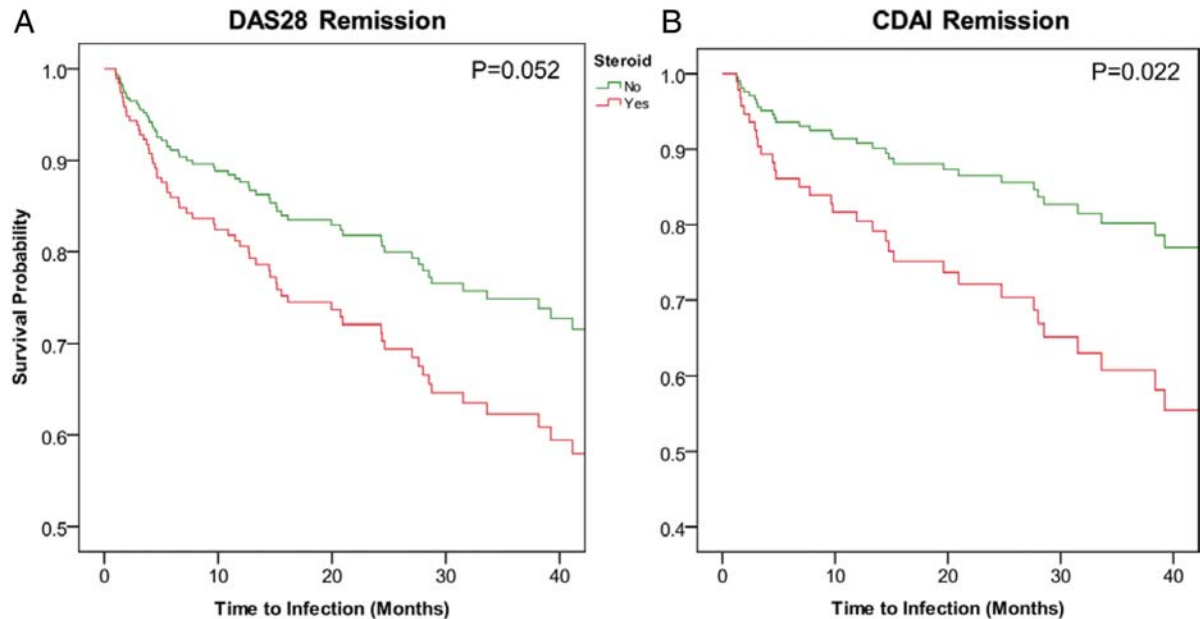 A
DAS28 Remission
P=0.052
1.0
0.9
0.8
0.7
0.6
0.5
Survival Probability
0
10
20
30
40
Time to Infection (Months)
Steroid
No
Yes
B
CDAI Remission
P=0.022
1.0
0.9
0.8
0.7
0.6
0.5
0.4
0
10
20
30
40
Time to Infection (Months)